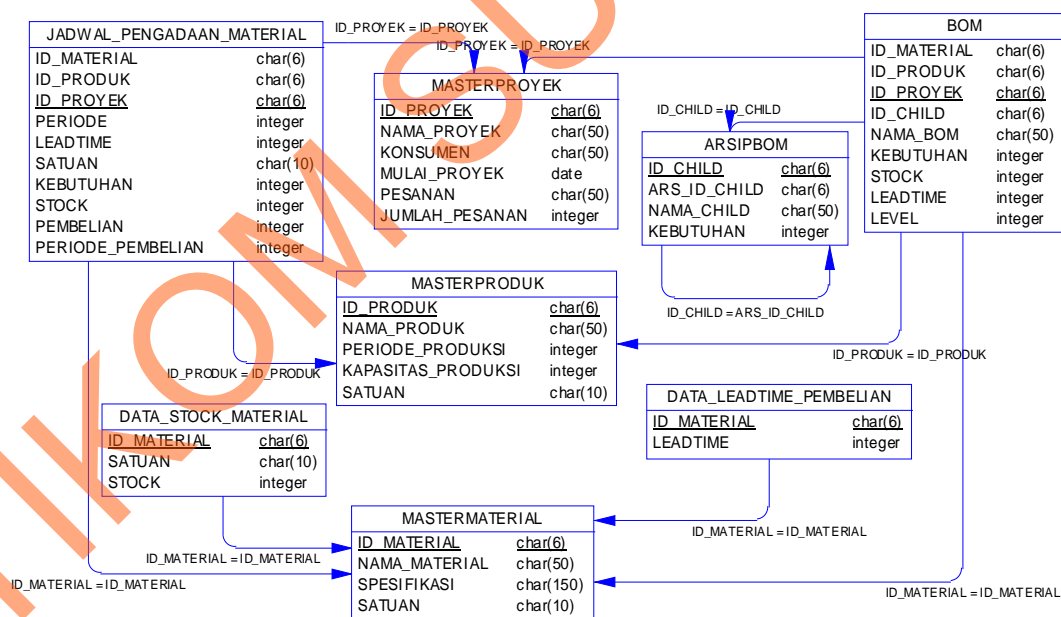 JADWAL_PENGADAAN_MATERIAL
ID_MATERIAL char(6)
ID_PRODUK char(6)
ID_PROYEK char(6)
PERIODE integer
LEADTIME integer
SATUAN char(10)
KEBUTUHAN integer
STOCK integer
PEMBELIAN integer
PERIODE_PEMBELIAN integer
ID_PROYEK = ID_PROYEK
ID_PROYEK = ID_PROYEK
MASTERPROYEK
ID_PROYEK char(6)
NAMA_PROYEK char(50)
KONSUMEN char(50)
MULAI_PROYEK date
PESANAN char(50)
JUMLAH_PESANAN integer
BOM
ID_MATERIAL char(6)
ID_PRODUK char(6)
ID_PROYEK char(6)
ID_CHILD char(6)
NAMA_BOM char(50)
KEBUTUHAN integer
STOCK integer
LEADTIME integer
LEVEL integer
ID_CHILD = ID_CHILD
ARSIPBOM
ID_CHILD char(6)
ARS_ID_CHILD char(6)
NAMA_CHILD char(50)
KEBUTUHAN integer
ID_CHILD = ARS_ID_CHILD
MASTERPRODUK
ID_PRODUK char(6)
NAMA_PRODUK char(50)
PERIODE_PRODUKSI integer
KAPASITAS_PRODUKSI integer
SATUAN char(10)
ID_PRODUK = ID_PRODUK
ID_PRODUK = ID_PRODUK
DATA_STOCK_MATERIAL
ID_MATERIAL char(6)
SATUAN char(10)
STOCK integer
DATA_LEADTIME_PEMBELIAN
ID_MATERIAL char(6)
LEADTIME integer
MASTERMATERIAL
ID_MATERIAL char(6)
NAMA_MATERIAL char(50)
SPESIFIKASI char(150)
SATUAN char(10)
ID_MATERIAL = ID_MATERIAL
ID_MATERIAL = ID_MATERIAL
ID_MATERIAL = ID_MATERIAL
ID_MATERIAL = ID_MATERIAL
IKOM SU